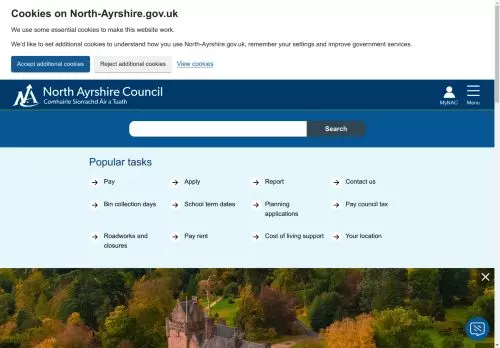 Cookies on North-Ayrshire.gov.uk
We use some essential cookies to make this website work.
We'd like to set additional cookies to understand how you use North-Ayrshire.gov.uk, remember your settings and improve government services.
Accept additional cookies
Reject additional cookies
View cookies
North Ayrshire Council
Comhairle Siorrachd Àir a Tuath
MyNAC
Menu
Search
Popular tasks
Pay
Apply
Report
Contact us
Bin collection days
School term dates
Planning
applications
Pay council tax
Roadworks and
closures
Pay rent
Cost of living support
Your location